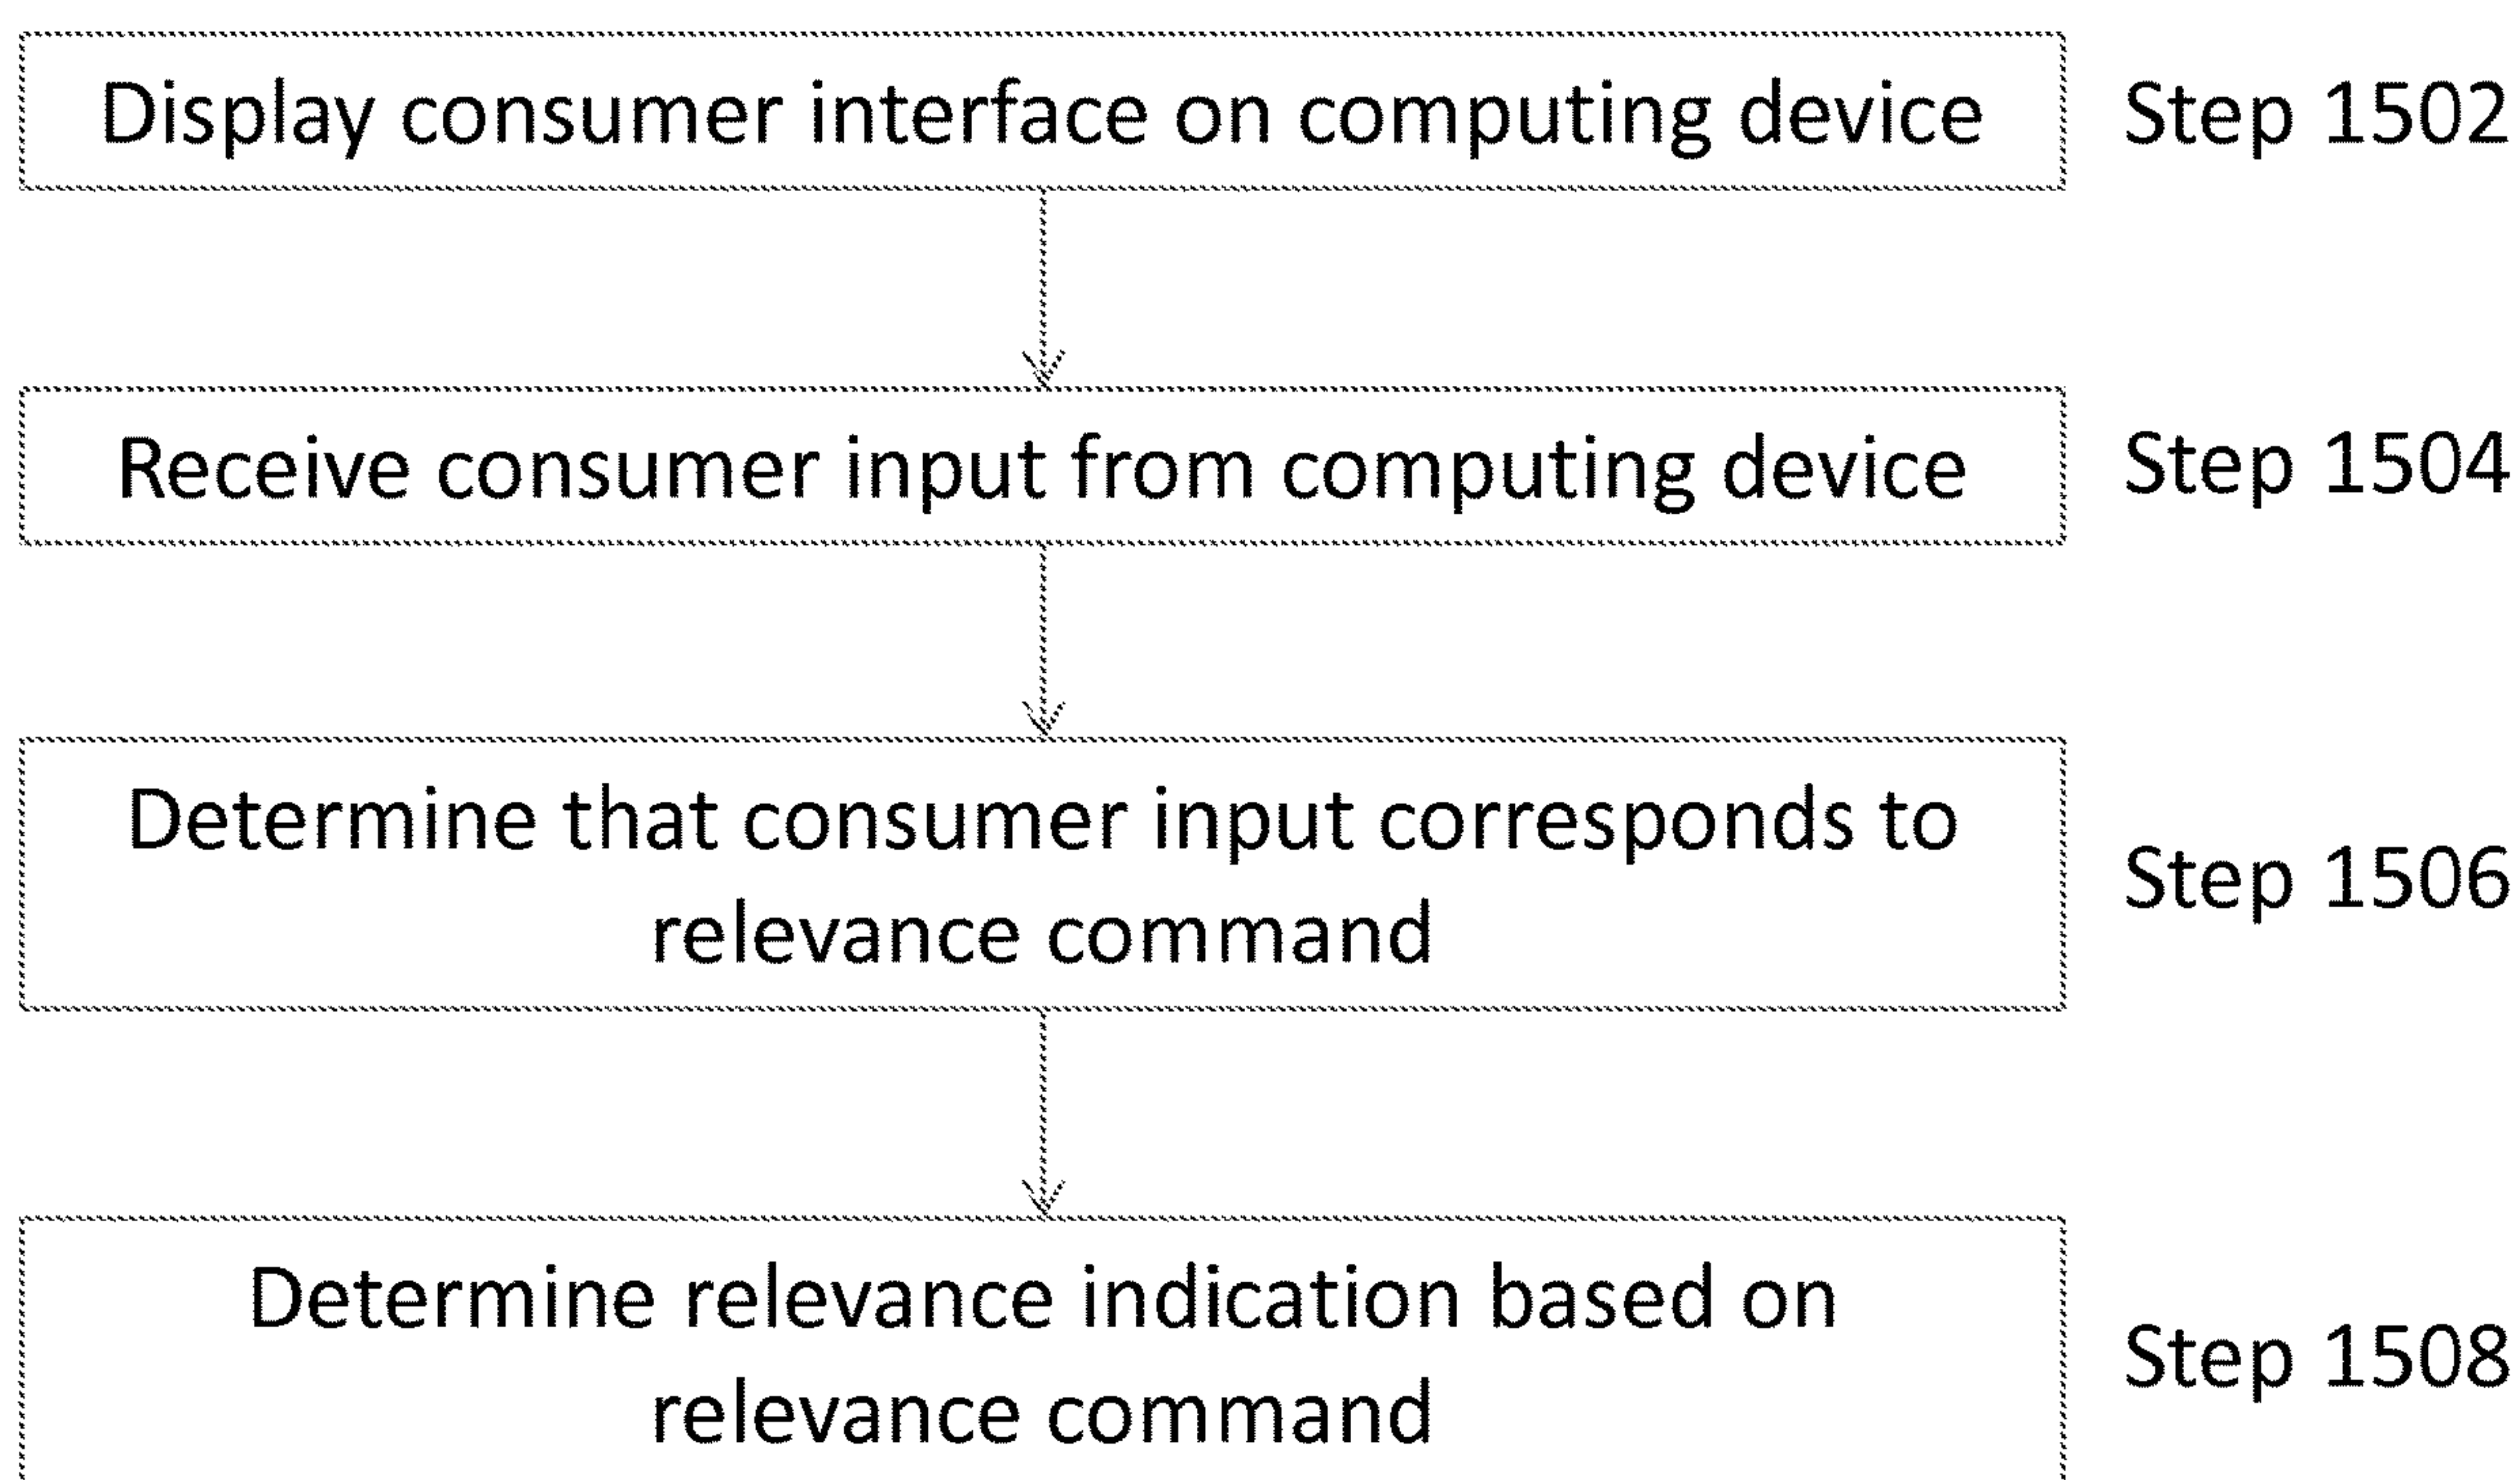 Display consumer interface on computing device
Step 1502
Receive consumer input from computing device
Step 1504
Determine that consumer input corresponds to
relevance command
Step 1506
Determine relevance indication based on
relevance command
Step 1508